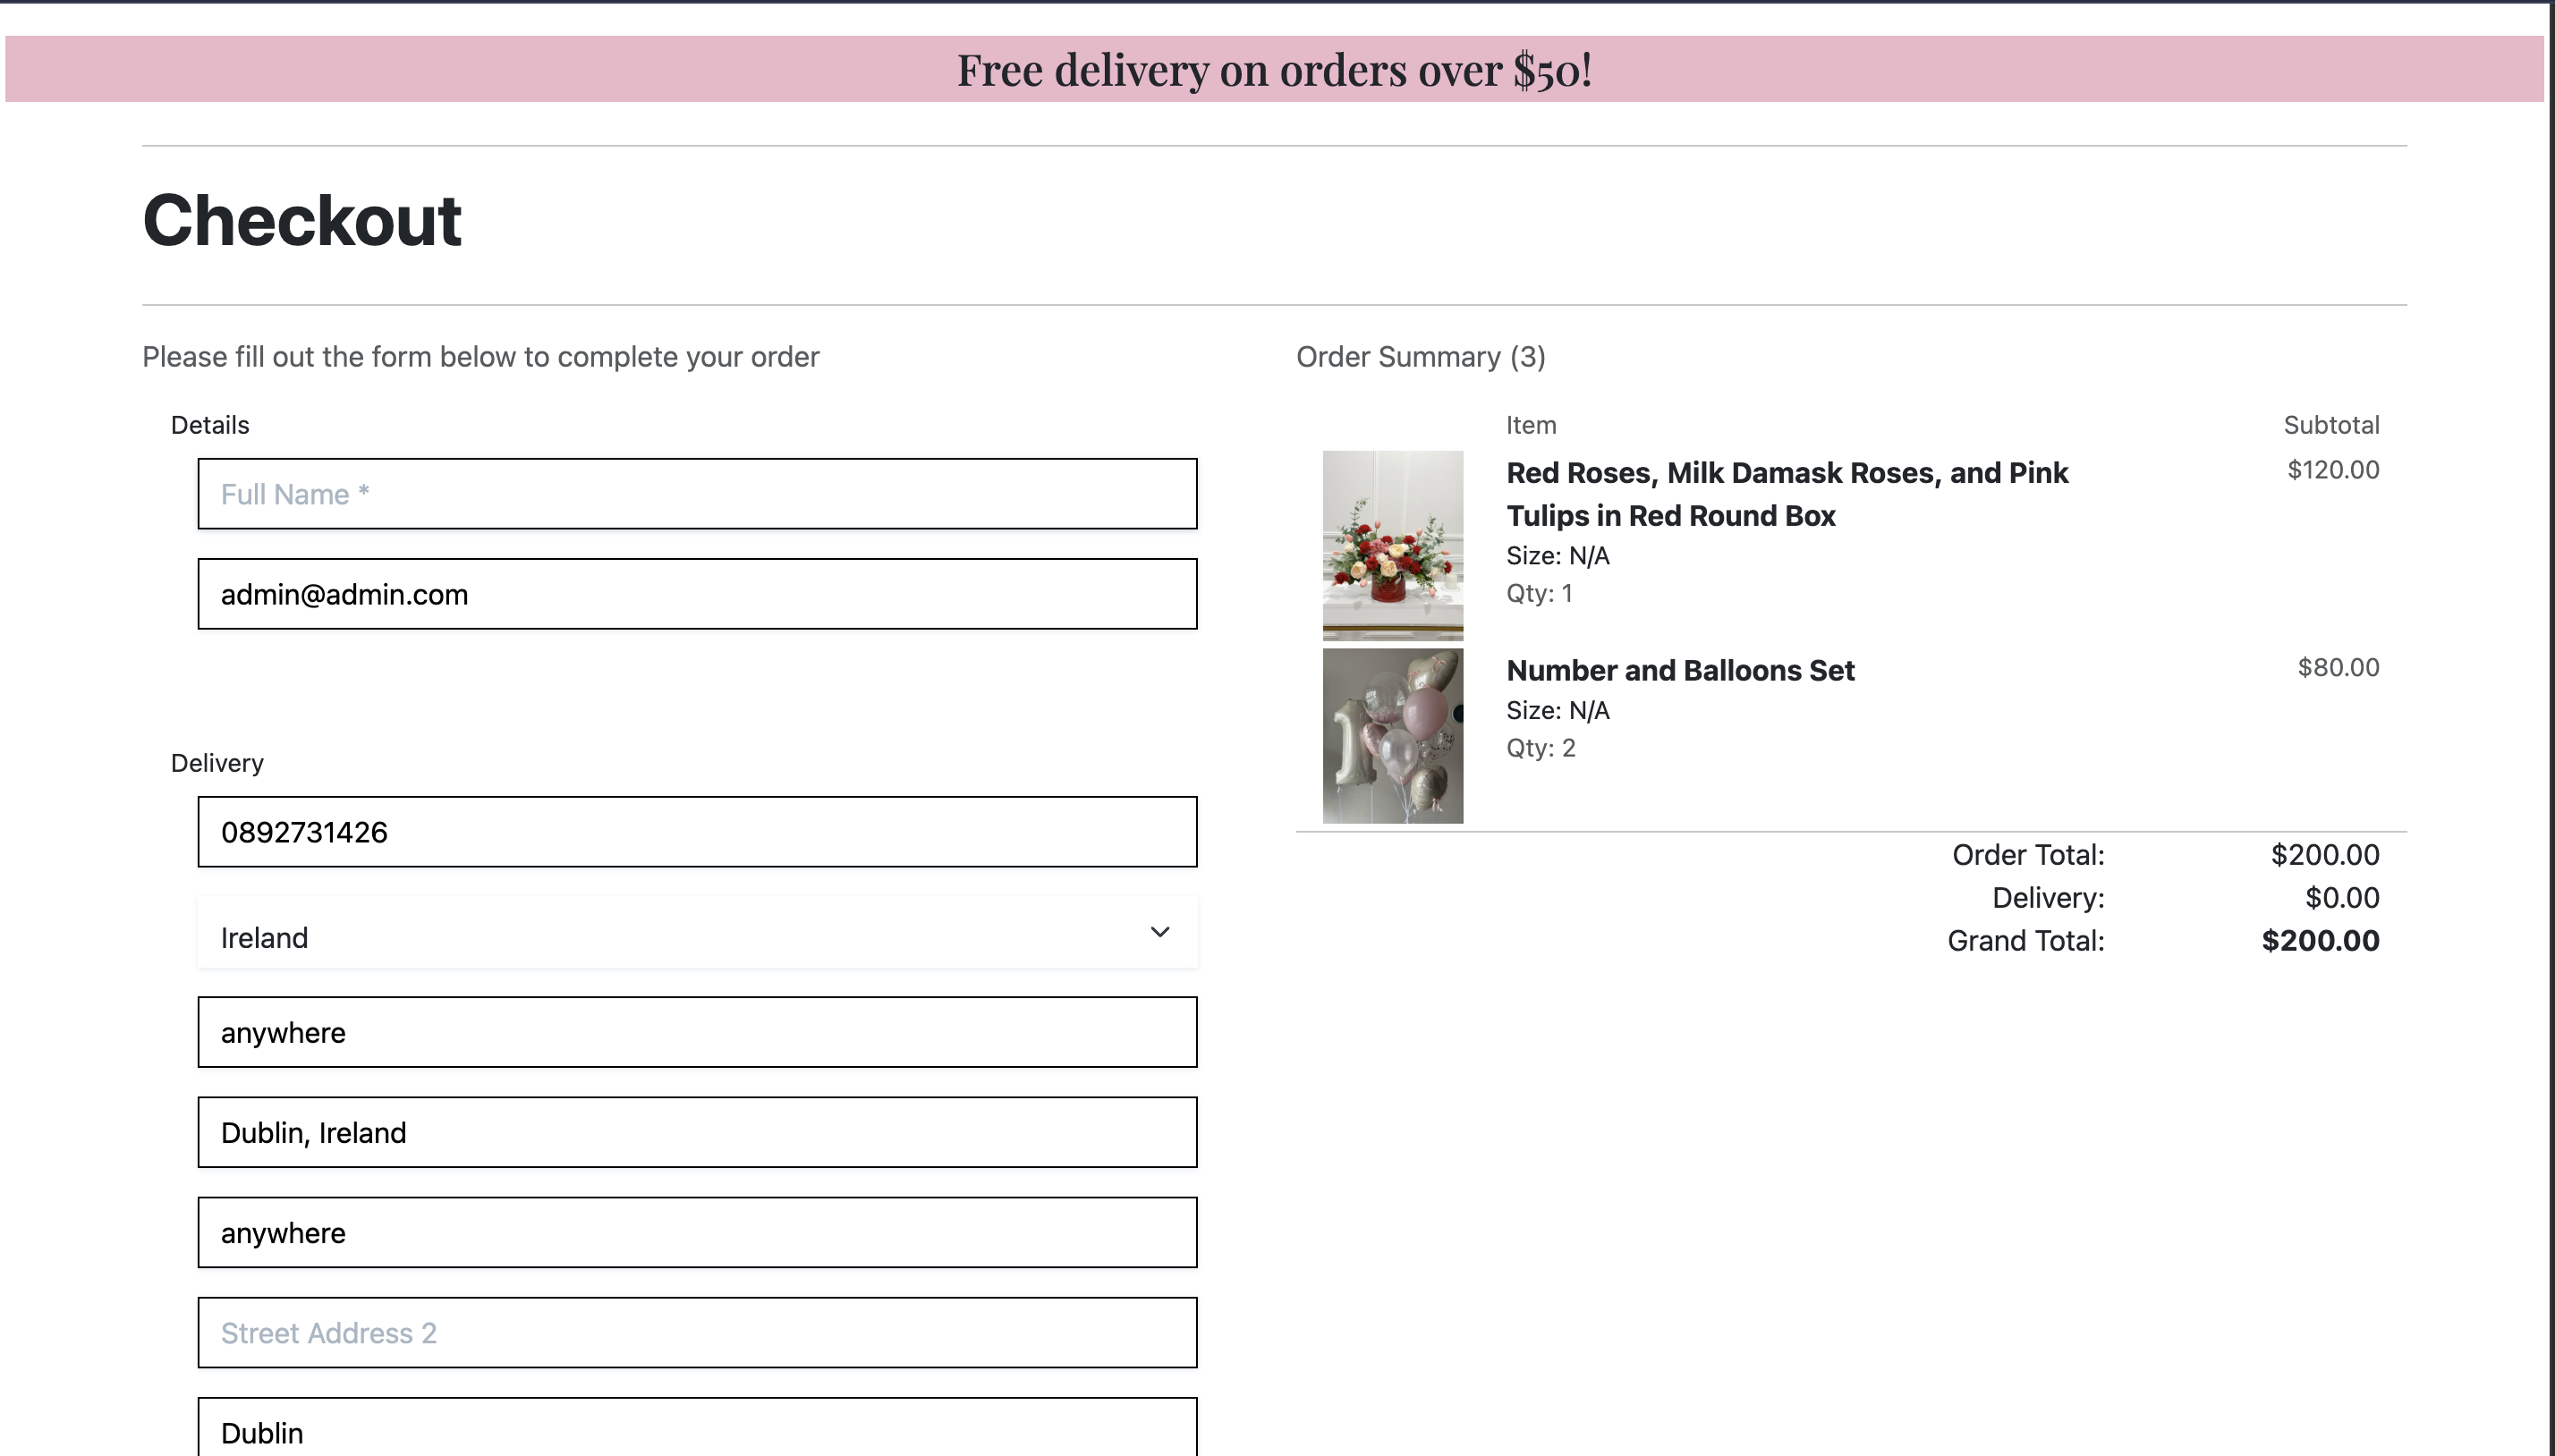 Free delivery on orders over $50!
Checkout
Please fill out the form below to complete your order
Details
Full Name *
admin@admin.com
Delivery
0892731426
Ireland
anywhere
Dublin, Ireland
anywhere
Street Address 2
Dublin
Order Summary (3)
Item Subtotal
Red Roses, Milk Damask Roses, and Pink $120.00
Tulips in Red Round Box
Size: N/A
Qty: 1
Number and Balloons Set $80.00
Size: N/A
Qty: 2
Order Total: $200.00
Delivery: $0.00
Grand Total: $200.00